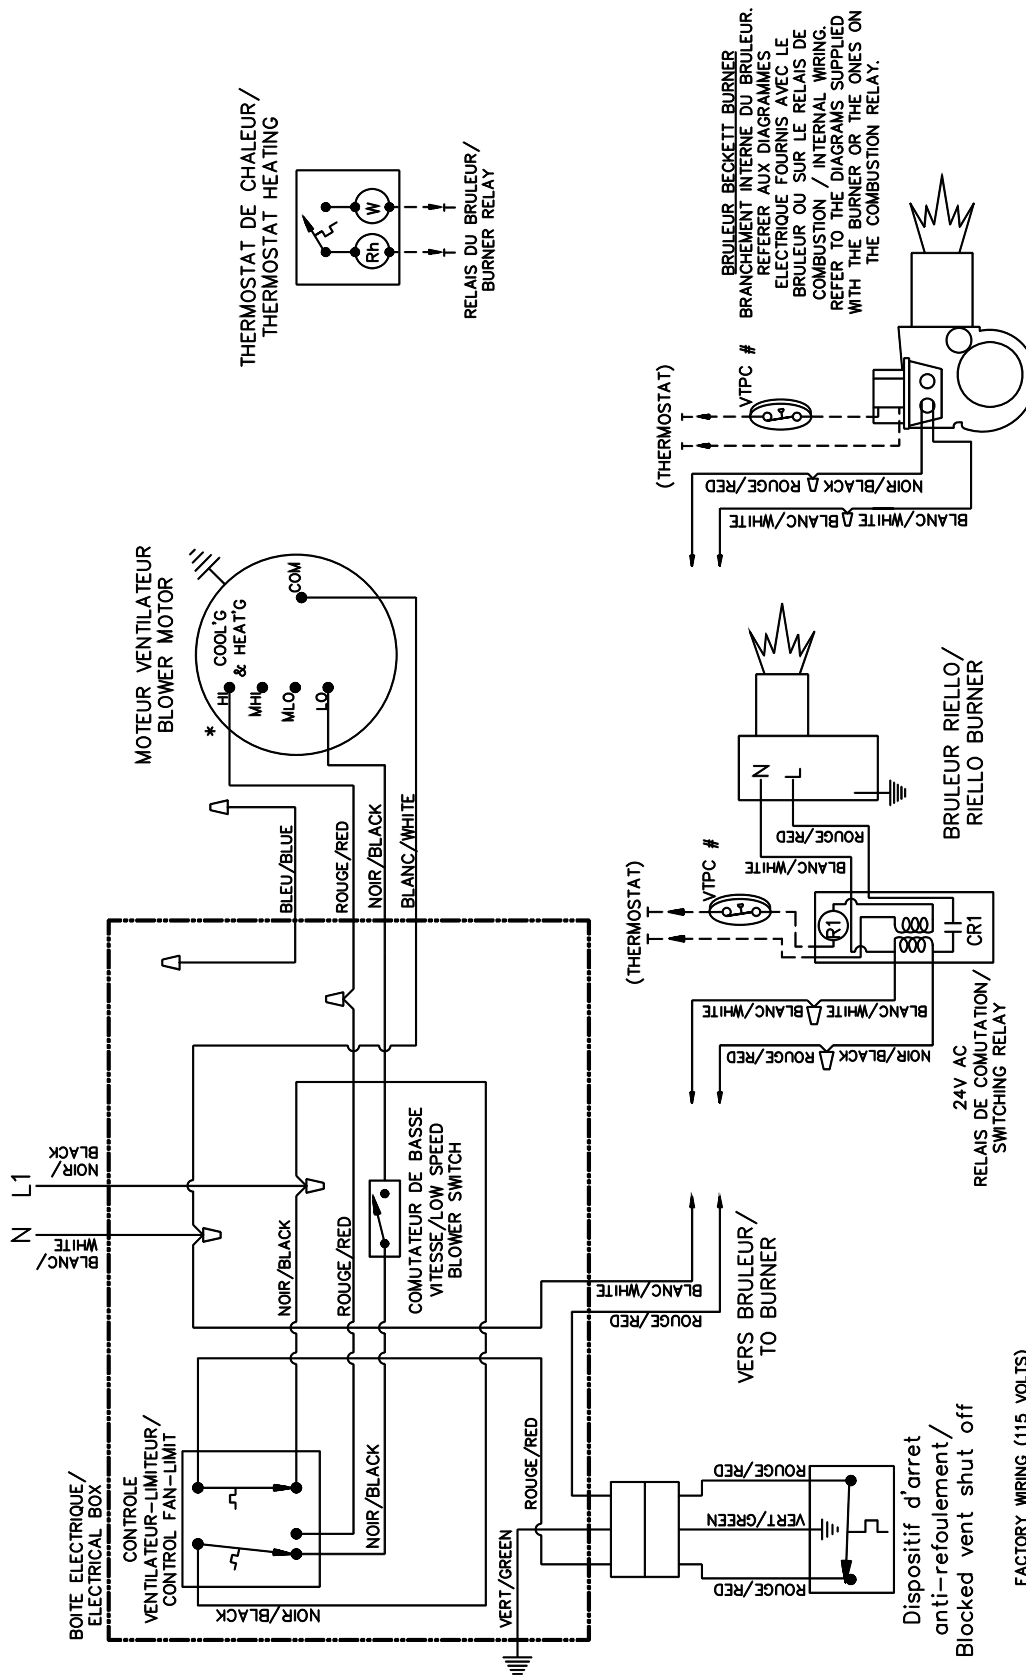 BOITE ELECTRIQUE/
ELECTRICAL BOX
CONTROLE
VENTILATEUR-LIMITEUR/
CONTROL FAN-LIMIT
NOIR/BLACK
NOIR/BLACK
NOIR/BLACK
ROUGE/RED
ROUGE/RED
VERT/GREEN
N
BLANC/
WHITE
L1
NOIR/
BLACK
COMUTATEUR DE BASSE
VITESSE/LOW SPEED
BLOWER SWITCH
BLEU/BLUE
ROUGE/RED
NOIR/BLACK
BLANC/WHITE
MOTEUR VENTILATEUR
BLOWER MOTOR
*
HI
MHI
MLO
LO
COOL'G
& HEAT'G
COM
THERMOSTAT DE CHALEUR/
THERMOSTAT HEATING
Rh
W
RELAIS DU BRULEUR/
BURNER RELAY
Dispositif d'arret
anti-refoulement/
Blocked vent shut off
ROUGE/RED
VERT/GREEN
ROUGE/RED
BLANC/WHITE
ROUGE/RED
VERS BRULEUR/
TO BURNER
BLANC/WHITE
BLANC/WHITE
ROUGE/RED
NOIR/BLACK
24V AC
RELAIS DE COMUTATION/
SWITCHING RELAY
R1
CR1
(THERMOSTAT)
VTPC #
BLANC/WHITE
ROUGE/RED
N
L
BRULEUR RIELLO/
RIELLO BURNER
BLANC/WHITE
BLANC/WHITE
ROUGE/RED
NOIR/BLACK
(THERMOSTAT)
VTPC #
BRULEUR BECKETT BURNER
BRANCHEMENT INTERNE DU BRULEUR.
REFERER AUX DIAGRAMMES
ELECTRIQUE FOURNIS AVEC LE
BRULEUR OU SUR LE RELAIS DE
COMBUSTION / INTERNAL WIRING.
REFER TO THE DIAGRAMS SUPPLIED
WITH THE BURNER OR THE ONES ON
THE COMBUSTION RELAY.
FACTORY WIRING (115 VOLTS)